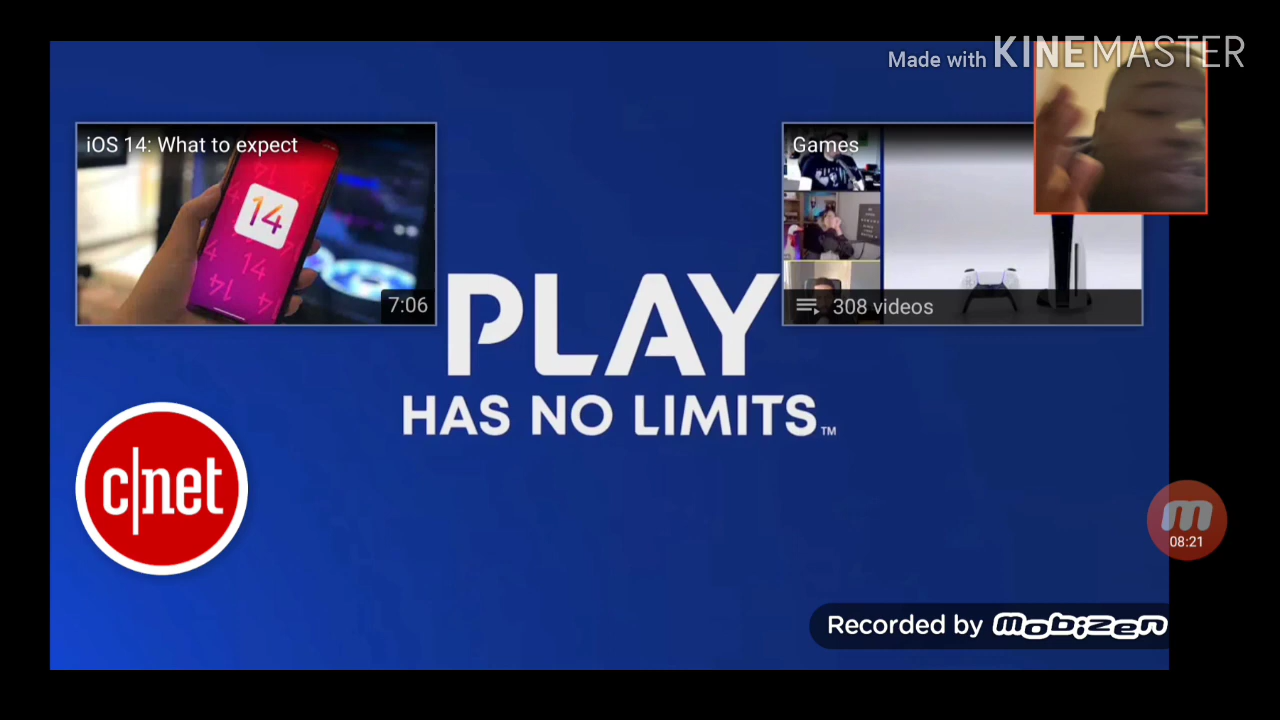 Made with KINEMASTER
iOS 14: What to expect
14
7:06
Games
308 videos
PLAY
HAS NO LIMITS™
c|net
m
08:21
Recorded by mobizen